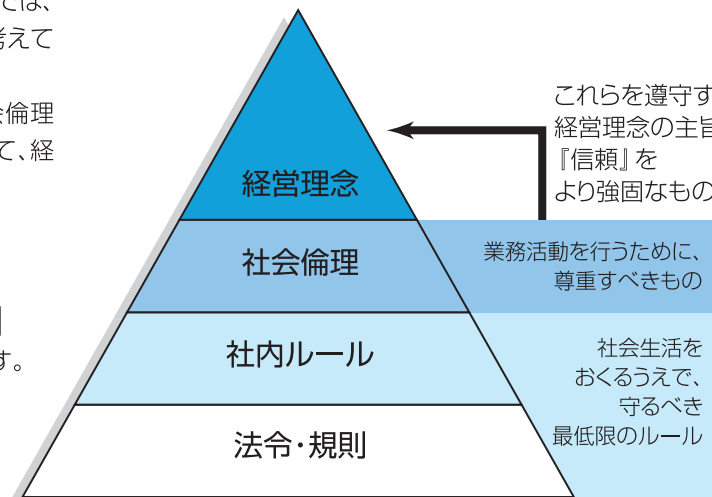 では、
考えて
会倫理
て、経
す。
経営理念
社会倫理
社内ルール
法令・規則
これらを遵守す
経営理念の主旨
『信頼』を
より強固なもの
業務活動を行うために、
尊重すべきもの
社会生活を
おくるうえで、
守るべき
最低限のルール